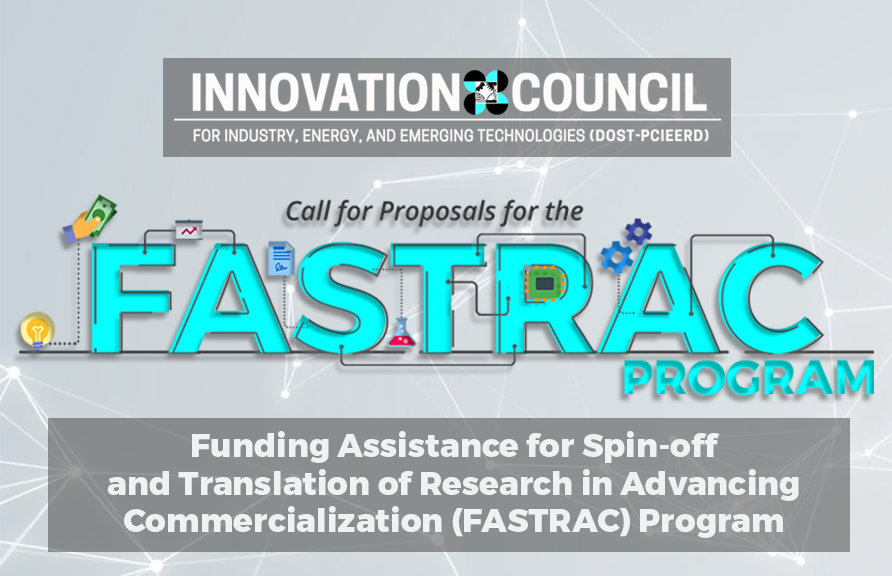 INNOVATION COUNCIL
FOR INDUSTRY, ENERGY, AND EMERGING TECHNOLOGIES (DOST-PCIEERD)
Call for Proposals for the
FASTRAC
PROGRAM
Funding Assistance for Spin-off
and Translation of Research in Advancing
Commercialization (FASTRAC) Program